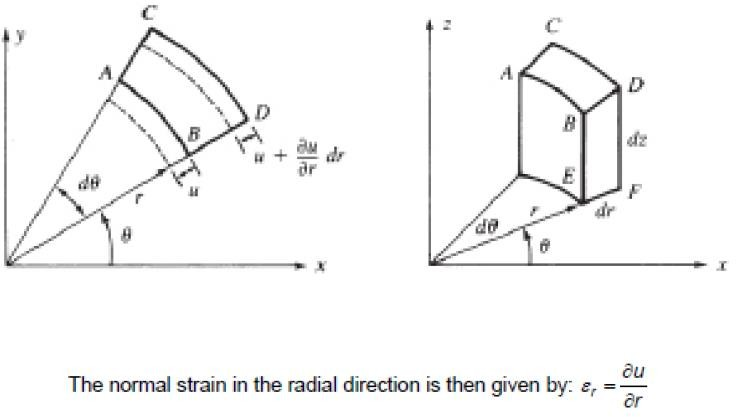 y
C
A
B
D
u + ∂u/∂r dr
u
dθ
r
θ
x
z
C
A
D
B
dz
E
F
dr
r
dθ
θ
x
The normal strain in the radial direction is then given by: εr = ∂u/∂r